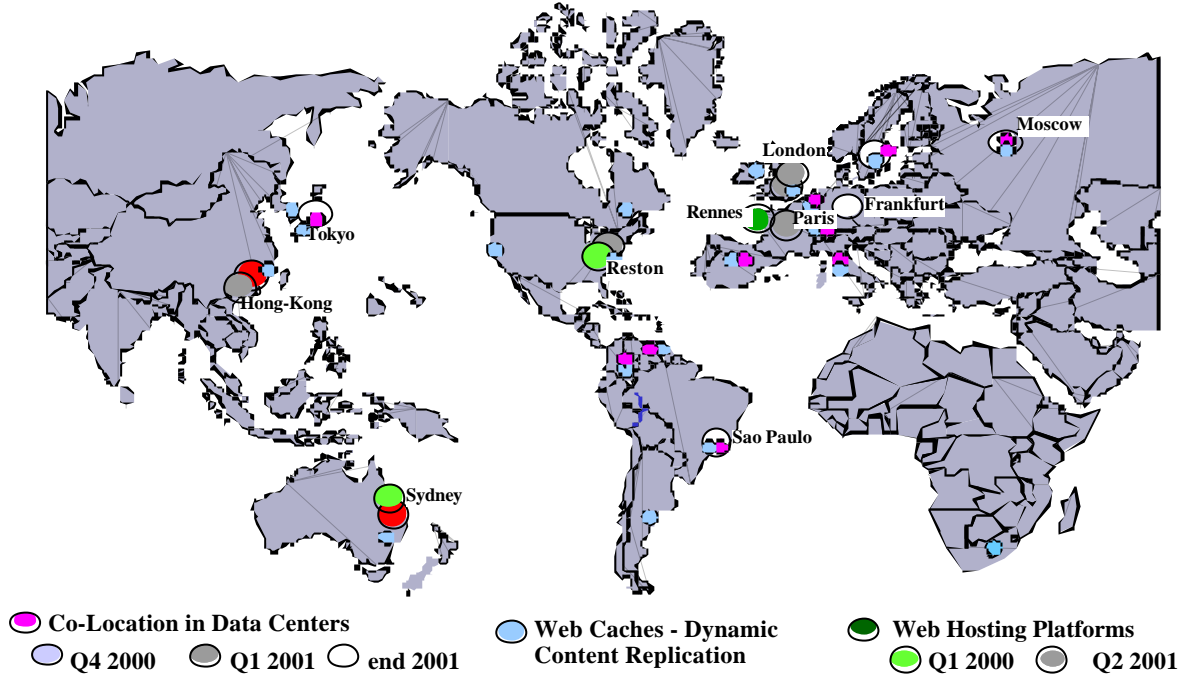 Moscow
London
Rennes
Paris
Frankfurt
Tokyo
Reston
Hong-Kong
Sao Paulo
Sydney
Co-Location in Data Centers
Q4 2000
Q1 2001
end 2001
Web Caches - Dynamic
Content Replication
Web Hosting Platforms
Q1 2000
Q2 2001